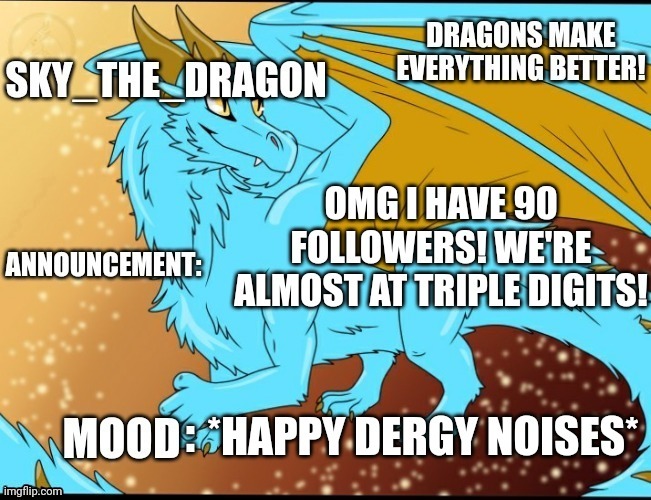 DRAGONS MAKE
EVERYTHING BETTER!
SKY_THE_DRAGON
OMG I HAVE 90
FOLLOWERS! WE'RE
ALMOST AT TRIPLE DIGITS!
ANNOUNCEMENT:
MOOD: *HAPPY DERGY NOISES*
imgflip.com